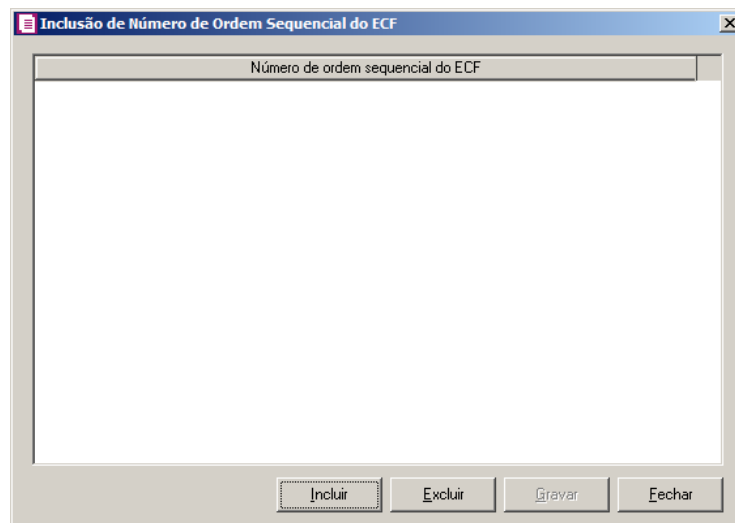 Inclusão de Número de Ordem Sequencial do ECF
Número de ordem sequencial do ECF
Incluir Excluir Gravar Fechar